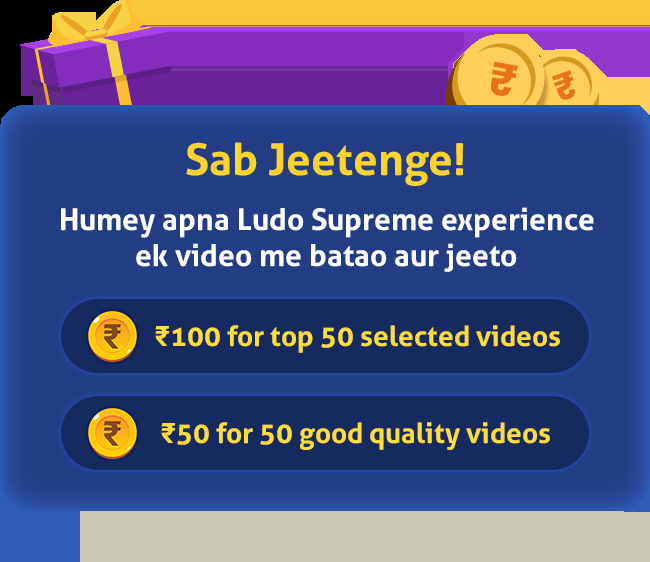 Sab Jeetenge!
Humey apna Ludo Supreme experience
ek video me batao aur jeeto
₹100 for top 50 selected videos
₹50 for 50 good quality videos